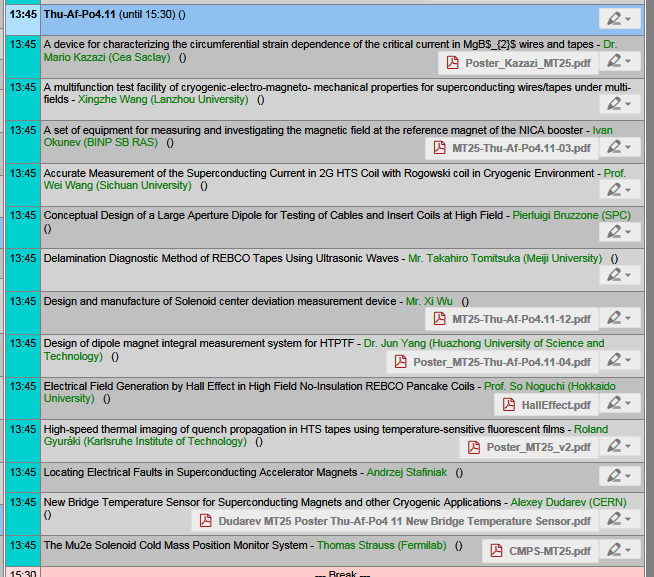 13:45 Thu-Af-Po4.11 (until 15:30) ()
13:45 A device for characterizing the circumferential strain dependence of the critical current in MgB$_{2}$ wires and tapes - Dr.
Mario Kazazi (Cea Saclay) ()
Poster_Kazazi_MT25.pdf
13:45 A multifunction test facility of cryogenic-electro-magneto- mechanical properties for superconducting wires/tapes under multi-
fields - Xingzhe Wang (Lanzhou University) ()
13:45 A set of equipment for measuring and investigating the magnetic field at the reference magnet of the NICA booster - Ivan
Okunev (BINP SB RAS) ()
MT25-Thu-Af-Po4.11-03.pdf
13:45 Accurate Measurement of the Superconducting Current in 2G HTS Coil with Rogowski coil in Cryogenic Environment - Prof.
Wei Wang (Sichuan University) ()
13:45 Conceptual Design of a Large Aperture Dipole for Testing of Cables and Insert Coils at High Field - Pierluigi Bruzzone (SPC)
()
13:45 Delamination Diagnostic Method of REBCO Tapes Using Ultrasonic Waves - Mr. Takahiro Tomitsuka (Meiji University) ()
13:45 Design and manufacture of Solenoid center deviation measurement device - Mr. Xi Wu ()
MT25-Thu-Af-Po4.11-12.pdf
13:45 Design of dipole magnet integral measurement system for HTPTF - Dr. Jun Yang (Huazhong University of Science and
Technology) ()
Poster_MT25-Thu-Af-Po4.11-04.pdf
13:45 Electrical Field Generation by Hall Effect in High Field No-Insulation REBCO Pancake Coils - Prof. So Noguchi (Hokkaido
University) ()
HallEffect.pdf
13:45 High-speed thermal imaging of quench propagation in HTS tapes using temperature-sensitive fluorescent films - Roland
Gyuráki (Karlsruhe Institute of Technology) ()
Poster_MT25_v2.pdf
13:45 Locating Electrical Faults in Superconducting Accelerator Magnets - Andrzej Stafiniak ()
13:45 New Bridge Temperature Sensor for Superconducting Magnets and other Cryogenic Applications - Alexey Dudarev (CERN)
()
Dudarev MT25 Poster Thu-Af-Po4 11 New Bridge Temperature Sensor.pdf
13:45 The Mu2e Solenoid Cold Mass Position Monitor System - Thomas Strauss (Fermilab) ()
CMPS-MT25.pdf
15:30 --- Break ---